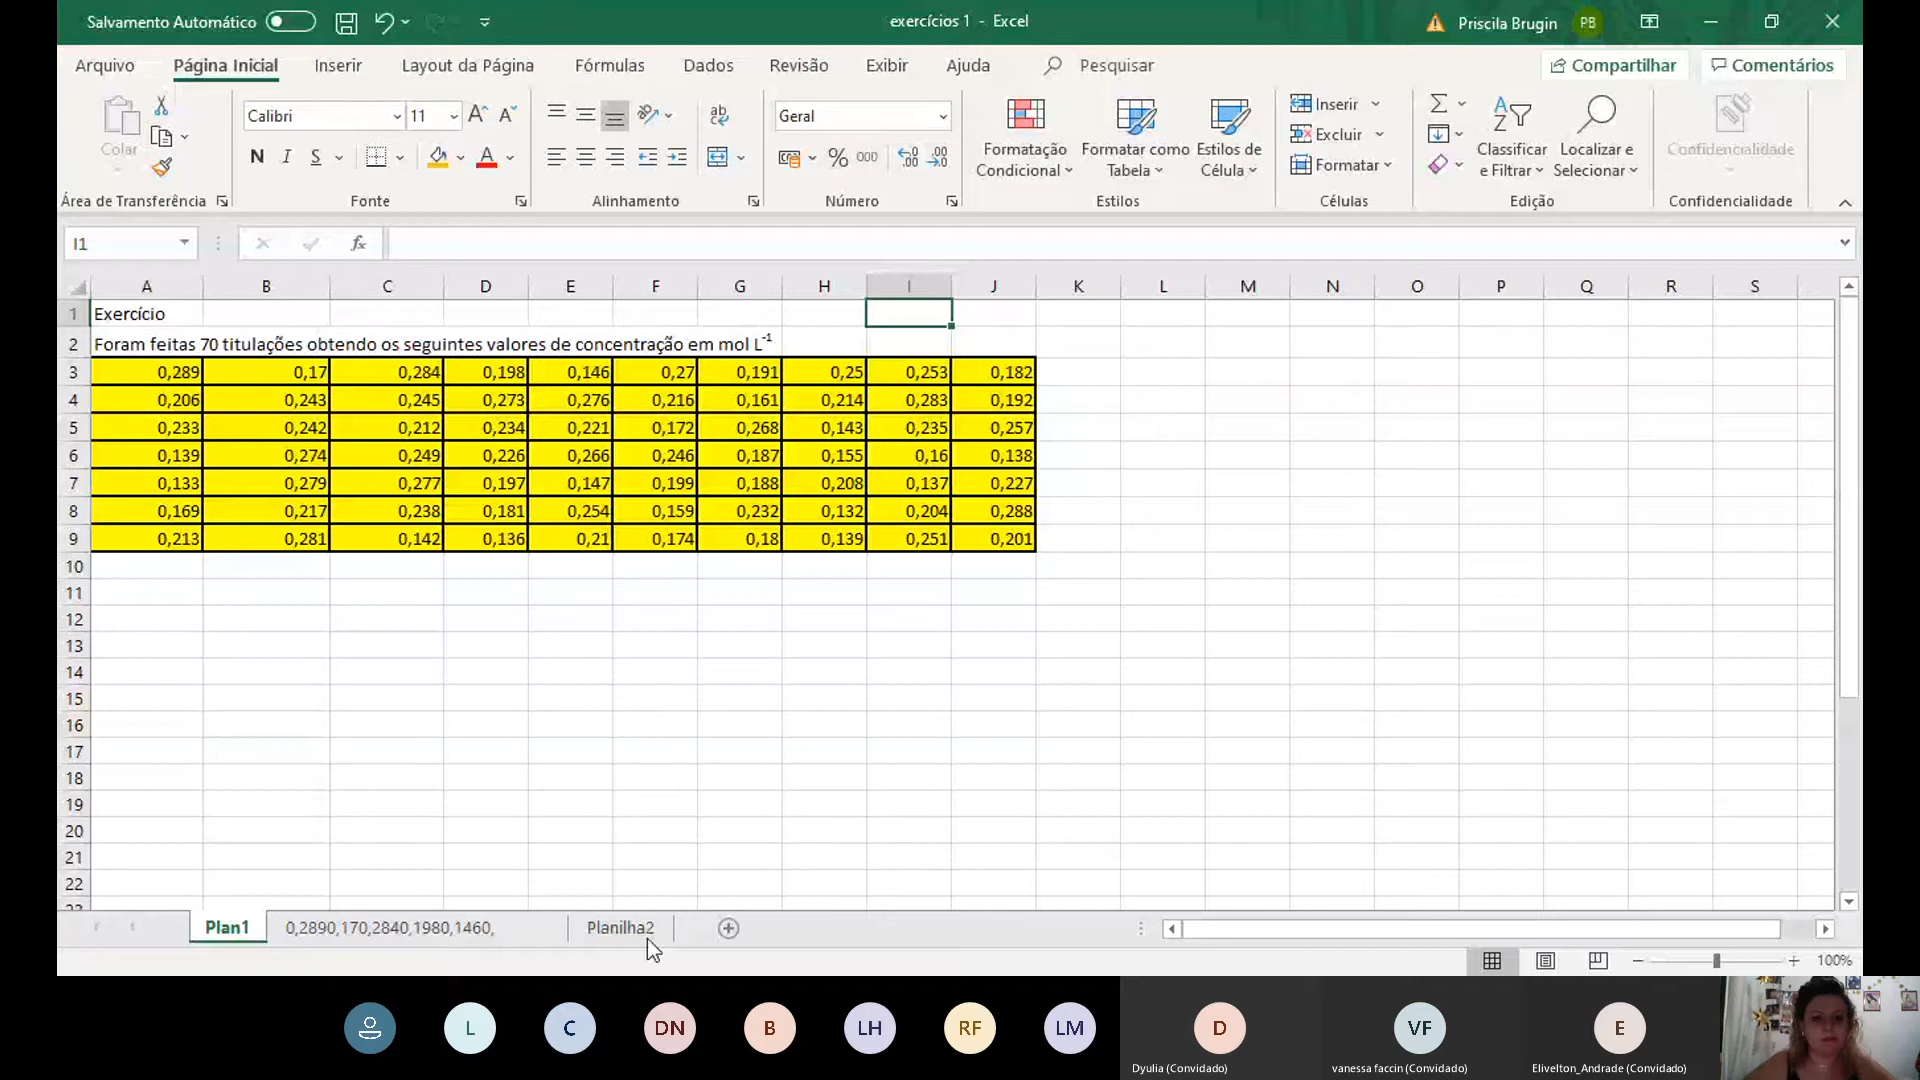 Salvamento Automático
exercícios 1 - Excel
Priscila Brugin PB
Arquivo Página Inicial Inserir Layout da Página Fórmulas Dados Revisão Exibir Ajuda Pesquisar Compartilhar Comentários
Colar
Calibri 11
N I S
ab
Geral
% 000
Formatação Condicional
Formatar como Tabela
Estilos de Célula
Inserir
Excluir
Formatar
Classificar e Filtrar
Localizar e Selecionar
Confidencialidade
Área de Transferência Fonte Alinhamento Número Estilos Células Edição Confidencialidade
I1 fx
A B C D E F G H I J K L M N O P Q R S
1 Exercício
2 Foram feitas 70 titulações obtendo os seguintes valores de concentração em mol L-1
3 0,289 0,17 0,284 0,198 0,146 0,27 0,191 0,25 0,253 0,182
4 0,206 0,243 0,245 0,273 0,276 0,216 0,161 0,214 0,283 0,192
5 0,233 0,242 0,212 0,234 0,221 0,172 0,268 0,143 0,235 0,257
6 0,139 0,274 0,249 0,226 0,266 0,246 0,187 0,155 0,16 0,138
7 0,133 0,279 0,277 0,197 0,147 0,199 0,188 0,208 0,137 0,227
8 0,169 0,217 0,238 0,181 0,254 0,159 0,232 0,132 0,204 0,288
9 0,213 0,281 0,142 0,136 0,21 0,174 0,18 0,139 0,251 0,201
10
11
12
13
14
15
16
17
18
19
20
21
22
Plan1 0,2890,170,2840,1980,1460, Planilha2
100%
L C DN B LH RF LM D VF E
Dyulia (Convidado) vanessa faccin (Convidado) Elivelton_Andrade (Convidado)